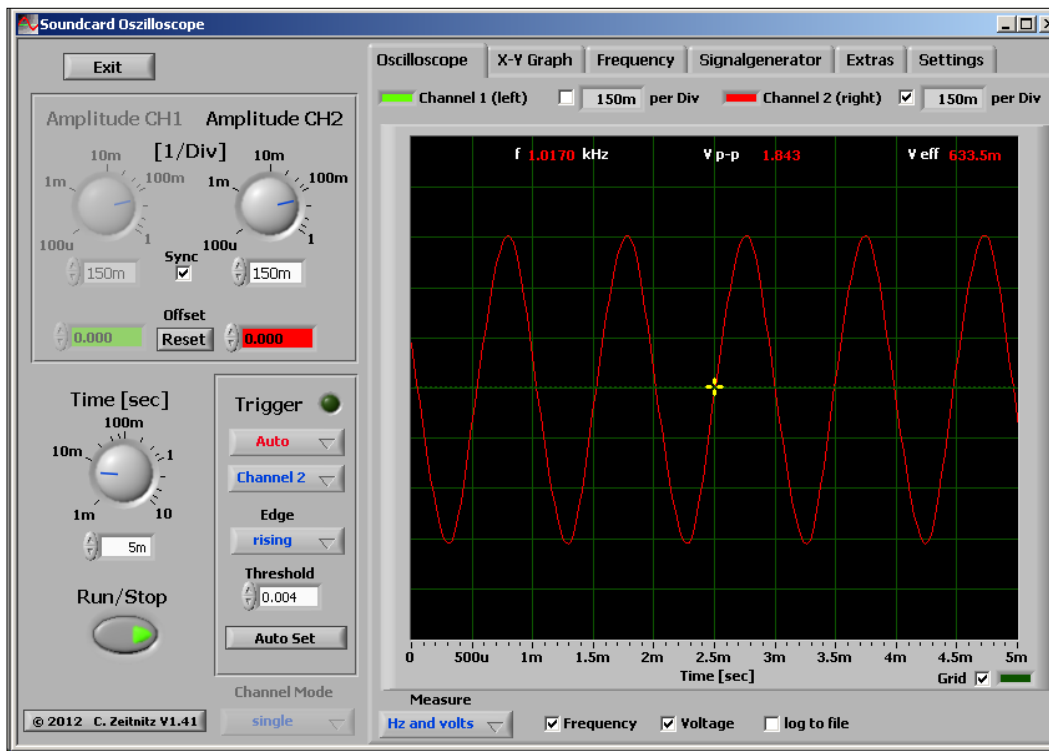 Soundcard Oszilloscope
Exit
Amplitude CH1 Amplitude CH2
[1/Div]
10m 10m
1m 100m 1m 100m
100u 1 100u 1
Sync
150m 150m
Offset
0.000 Reset 0.000
Time [sec]
100m
10m 1
1m 10
5m
Run/Stop
Trigger
Auto
Channel 2
Edge
rising
Threshold
0.004
Auto Set
Channel Mode
single
© 2012 C. Zeitnitz V1.41
Oscilloscope X-Y Graph Frequency Signalgenerator Extras Settings
Channel 1 (left) 150m per Div Channel 2 (right) 150m per Div
f 1.0170 kHz V p-p 1.843 V eff 633.5m
0 500u 1m 1.5m 2m 2.5m 3m 3.5m 4m 4.5m 5m
Time [sec]
Grid
Measure
Hz and volts Frequency Voltage log to file